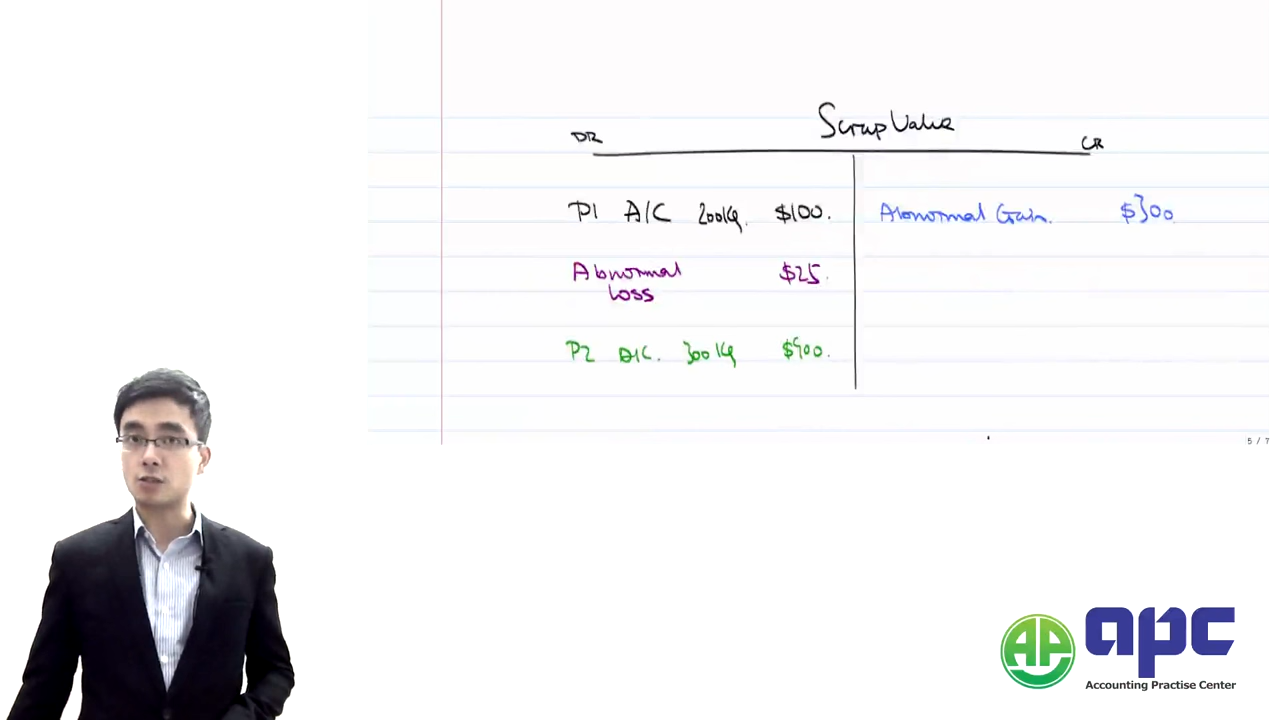 Scrap Value
DR
CR
P1 A/C 200kg. $100.
Abnormal Gain. $300
Abnormal $25.
Loss
P2 A/C. 300kg $900.
5 / 7
AP
apc
Accounting Practise Center